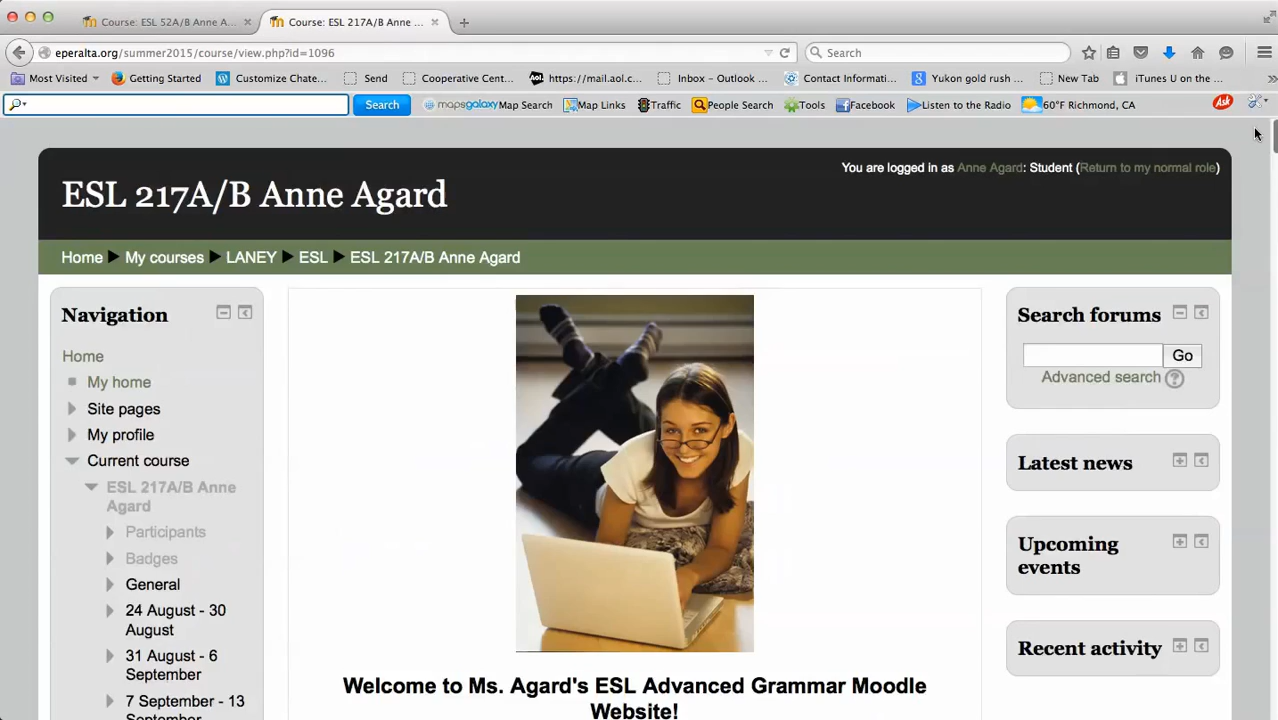 Course: ESL 52A/B Anne A...
Course: ESL 217A/B Anne ...
eperalta.org/summer2015/course/view.php?id=1096
Search
Most Visited
Getting Started
Customize Chate...
Send
Cooperative Cent...
Aol.
https://mail.aol.c...
Inbox – Outlook ...
Contact Informati...
Yukon gold rush ...
New Tab
iTunes U on the ...
Search
mapsgalaxy Map Search
Map Links
Traffic
People Search
Tools
Facebook
Listen to the Radio
60°F Richmond, CA
Ask
You are logged in as Anne Agard: Student (Return to my normal role)
ESL 217A/B Anne Agard
Home ▶ My courses ▶ LANEY ▶ ESL ▶ ESL 217A/B Anne Agard
Navigation
Home
My home
Site pages
My profile
Current course
ESL 217A/B Anne
Agard
Participants
Badges
General
24 August - 30
August
31 August - 6
September
7 September - 13
September
Welcome to Ms. Agard's ESL Advanced Grammar Moodle
Website!
Search forums
Go
Advanced search ?
Latest news
Upcoming
events
Recent activity